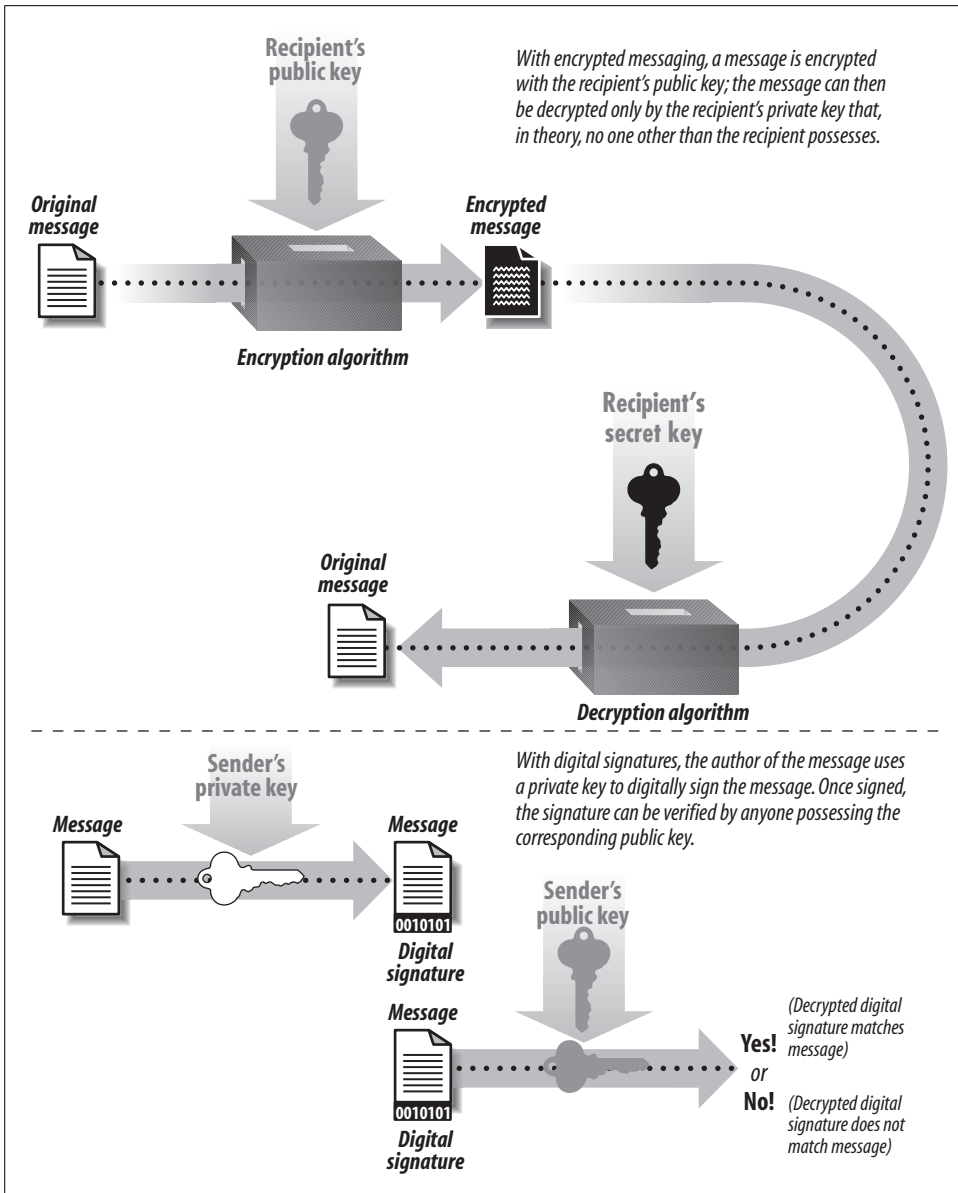 Recipient's
public key
With encrypted messaging, a message is encrypted
with the recipient's public key; the message can then
be decrypted only by the recipient's private key that,
in theory, no one other than the recipient possesses.
Original
message
Encrypted
message
Encryption algorithm
Recipient's
secret key
Original
message
Decryption algorithm
Sender's
private key
With digital signatures, the author of the message uses
a private key to digitally sign the message. Once signed,
the signature can be verified by anyone possessing the
corresponding public key.
Message
Message
0010101
Digital
signature
Sender's
public key
Message
0010101
Digital
signature
Yes!
(Decrypted digital
signature matches
message)
or
No!
(Decrypted digital
signature does not
match message)